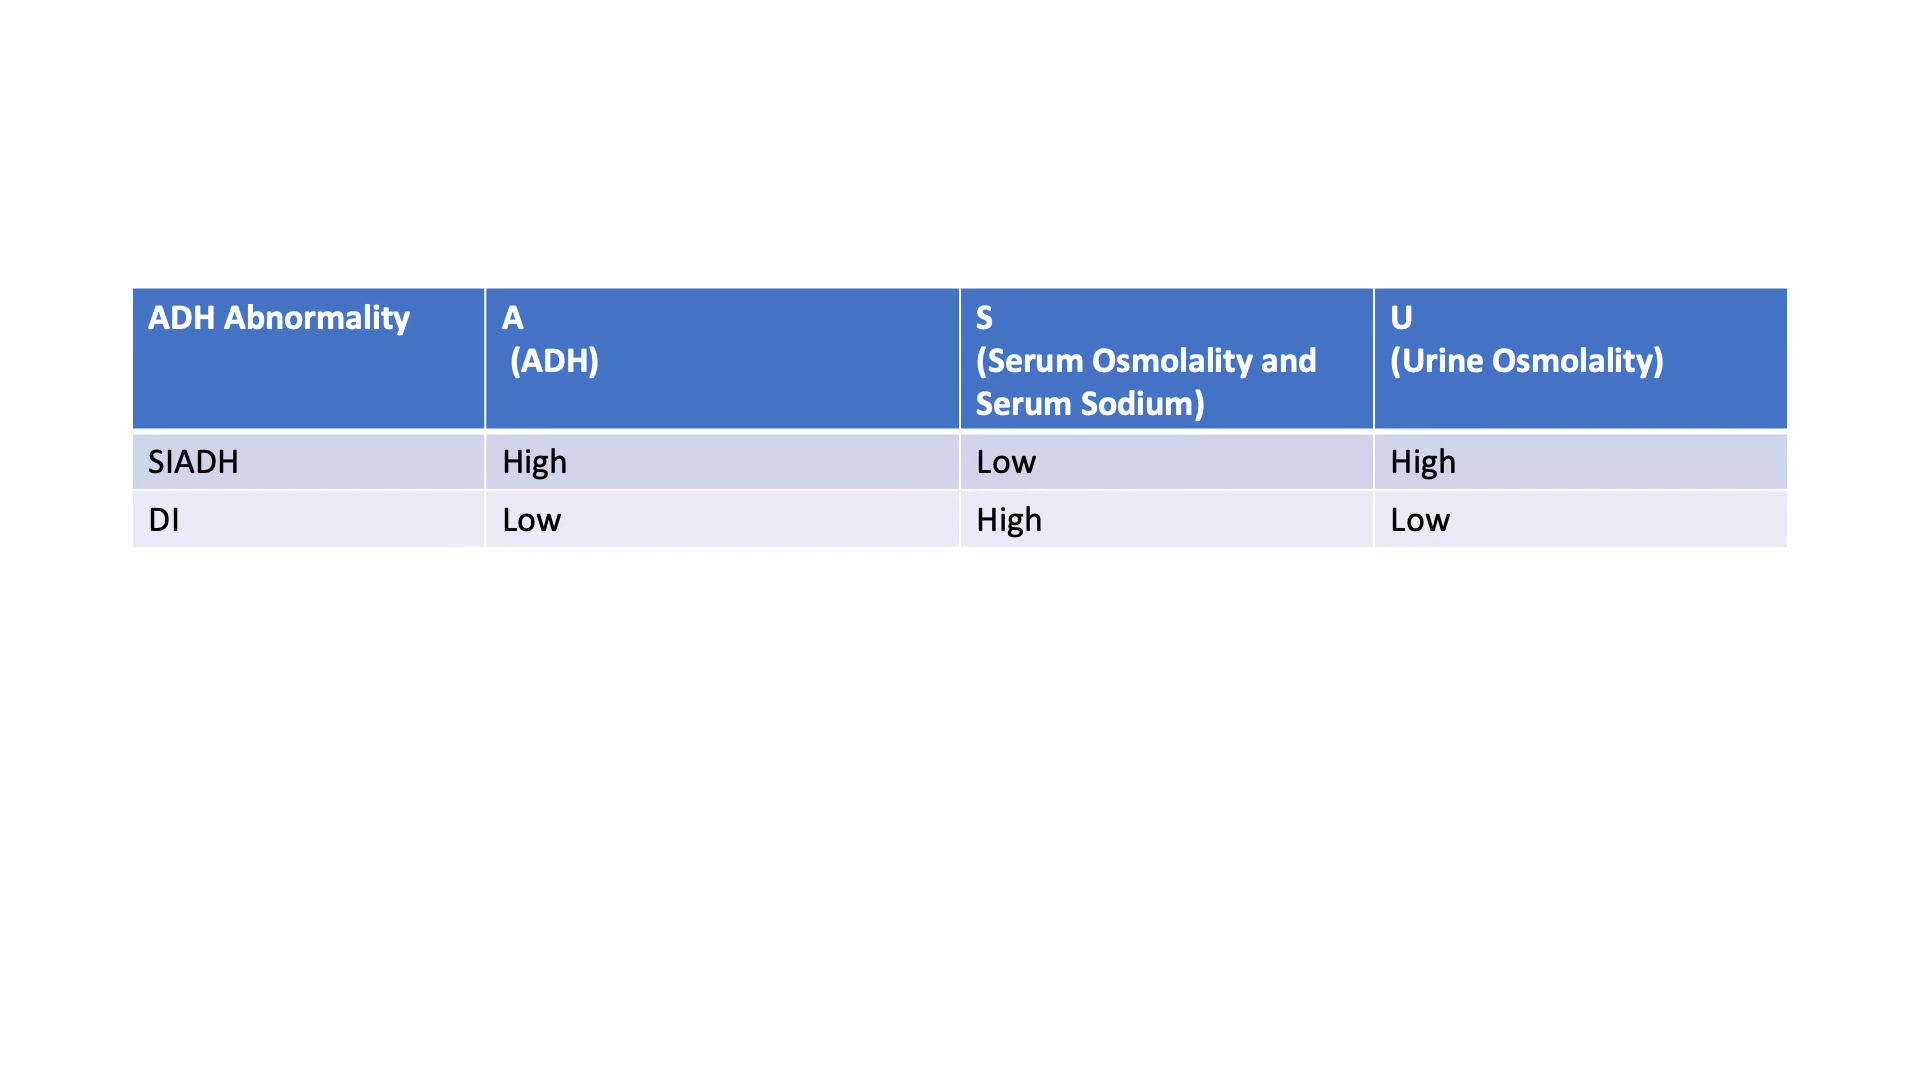 ADH Abnormality
A
(ADH)
S
(Serum Osmolality and
Serum Sodium)
U
(Urine Osmolality)
SIADH
High
Low
High
DI
Low
High
Low